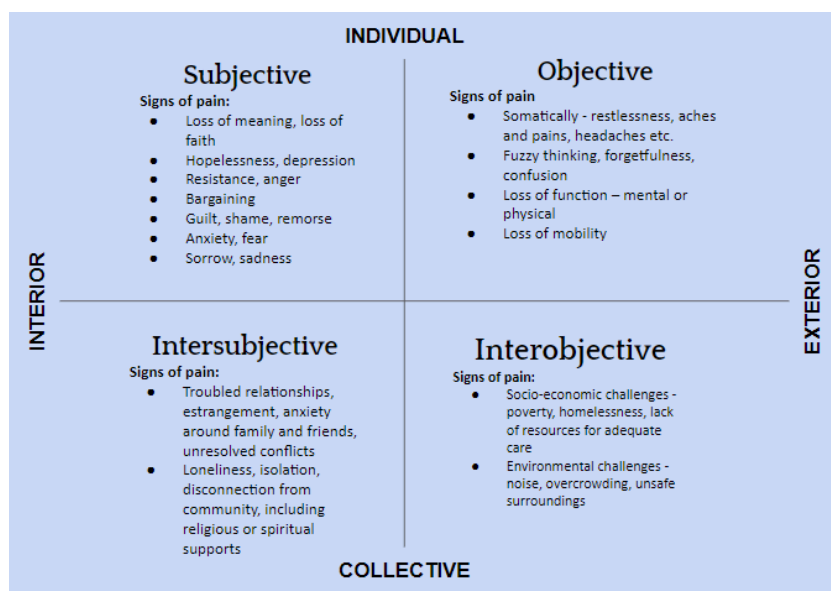 INDIVIDUAL
Subjective
Signs of pain:
● Loss of meaning, loss of
faith
● Hopelessness, depression
● Resistance, anger
● Bargaining
● Guilt, shame, remorse
● Anxiety, fear
● Sorrow, sadness
Objective
Signs of pain
● Somatically - restlessness, aches
and pains, headaches etc.
● Fuzzy thinking, forgetfulness,
confusion
● Loss of function – mental or
physical
● Loss of mobility
INTERIOR
EXTERIOR
Intersubjective
Signs of pain:
● Troubled relationships,
estrangement, anxiety
around family and friends,
unresolved conflicts
● Loneliness, isolation,
disconnection from
community, including
religious or spiritual
supports
Interobjective
Signs of pain:
● Socio-economic challenges -
poverty, homelessness, lack
of resources for adequate
care
● Environmental challenges -
noise, overcrowding, unsafe
surroundings
COLLECTIVE